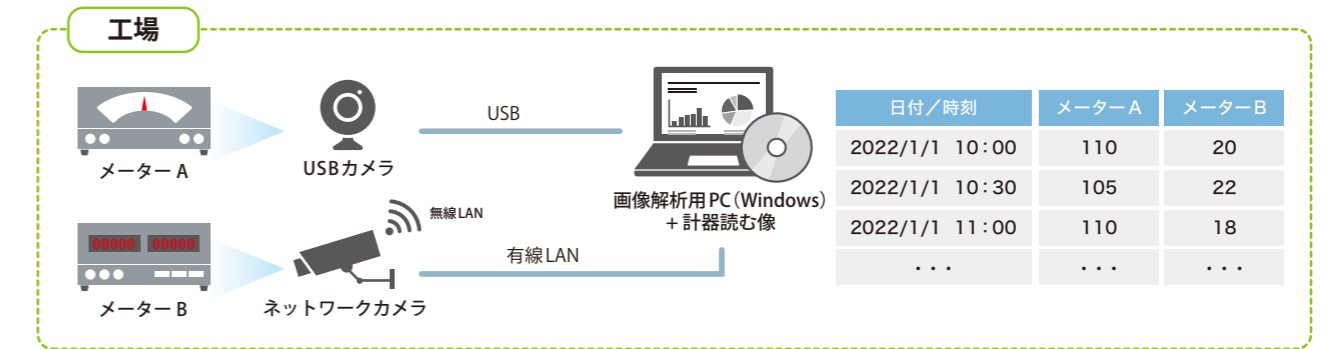 工場
メーター A
USBカメラ
USB
00000 00000
メーター B
ネットワークカメラ
無線LAN
有線LAN
画像解析用PC(Windows)
+計器読む像
日付/時刻 メーターA メーターB
2022/1/1 10:00 110 20
2022/1/1 10:30 105 22
2022/1/1 11:00 110 18
・・・ ・・・ ・・・